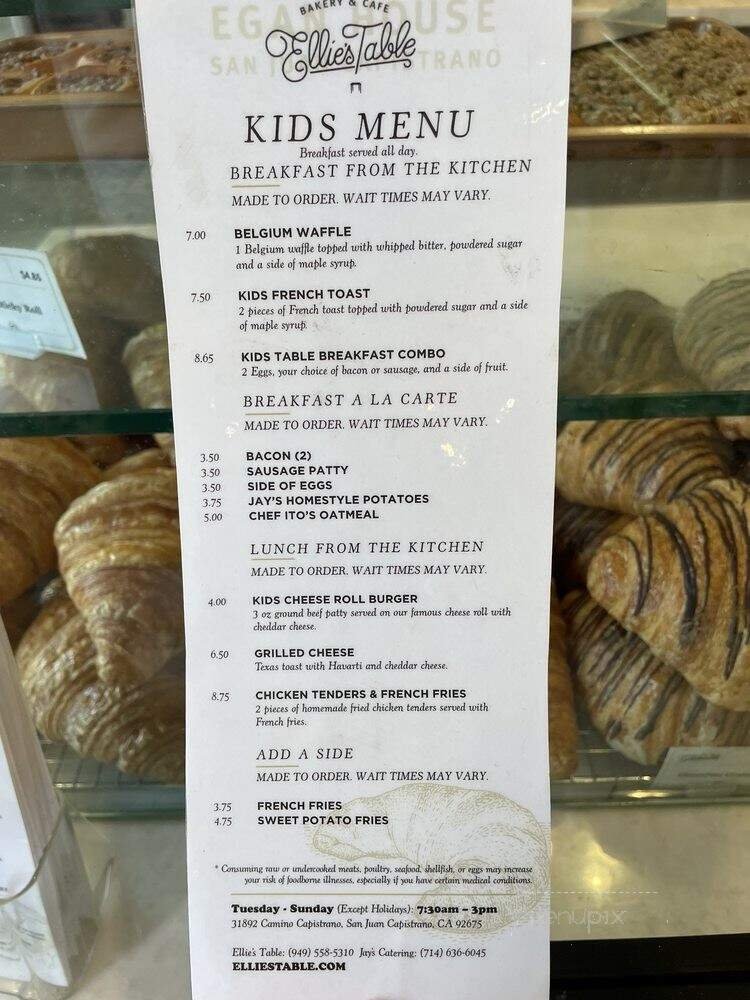 EGAN HOUSE
BAKERY & CAFE
Ellie's Table
KIDS MENU
Breakfast served all day.
BREAKFAST FROM THE KITCHEN
MADE TO ORDER. WAIT TIMES MAY VARY.
7.00 BELGIUM WAFFLE
1 Belgium waffle topped with whipped bitter, powdered sugar
and a side of maple syrup.
7.50 KIDS FRENCH TOAST
2 pieces of French toast topped with powdered sugar and a side
of maple syrup.
8.65 KIDS TABLE BREAKFAST COMBO
2 Eggs, your choice of bacon or sausage, and a side of fruit.
BREAKFAST A LA CARTE
MADE TO ORDER. WAIT TIMES MAY VARY.
3.50 BACON (2)
3.50 SAUSAGE PATTY
3.50 SIDE OF EGGS
3.75 JAY'S HOMESTYLE POTATOES
5.00 CHEF ITO'S OATMEAL
LUNCH FROM THE KITCHEN
MADE TO ORDER. WAIT TIMES MAY VARY.
4.00 KIDS CHEESE ROLL BURGER
3 oz ground beef patty served on our famous cheese roll with
cheddar cheese.
6.50 GRILLED CHEESE
Texas toast with Havarti and cheddar cheese.
8.75 CHICKEN TENDERS & FRENCH FRIES
2 pieces of homemade fried chicken tenders served with
French fries.
ADD A SIDE
MADE TO ORDER. WAIT TIMES MAY VARY.
3.75 FRENCH FRIES
4.75 SWEET POTATO FRIES
* Consuming raw or undercooked meats, poultry, seafood, shellfish, or eggs may increase
your risk of foodborne illnesses, especially if you have certain medical conditions.
Tuesday - Sunday (Except Holidays): 7:30am – 3pm
31892 Camino Capistrano, San Juan Capistrano, CA 92675
Ellie's Table: (949) 558-5310 Jay's Catering: (714) 636-6045
ELLIESTABLE.COM
$4.85
Roll
menupix